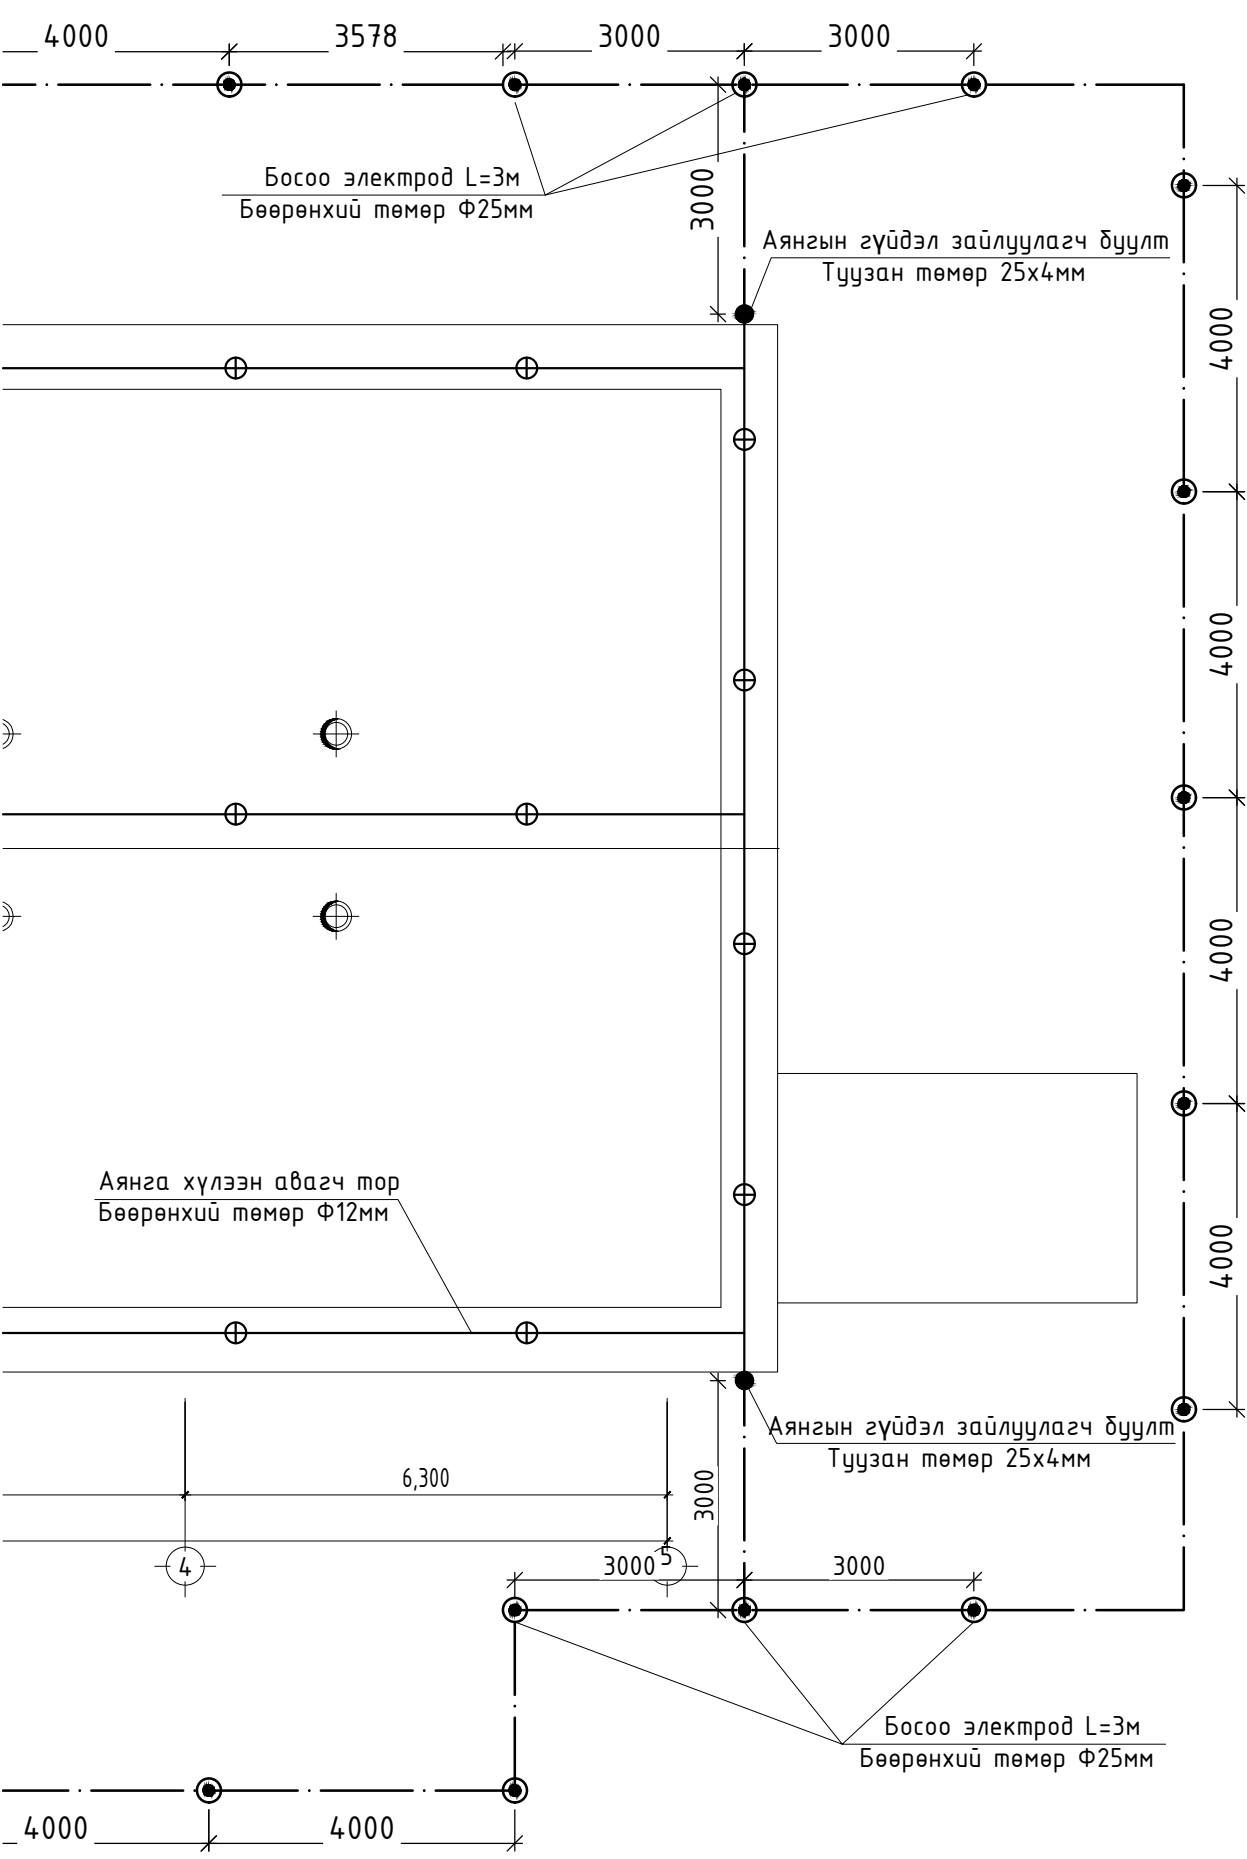 4000
3578
3000
3000
Босоо электрод L=3м
Бөөрөнхий төмөр Ф25мм
3000
Аянгын гүйдэл зайлуулагч буулт
Туузан төмөр 25x4мм
4000
4000
4000
4000
Аянга хүлээн авагч тор
Бөөрөнхий төмөр Ф12мм
Аянгын гүйдэл зайлуулагч буулт
Туузан төмөр 25x4мм
6,300
3000
4
5
3000
3000
Босоо электрод L=3м
Бөөрөнхий төмөр Ф25мм
4000
4000